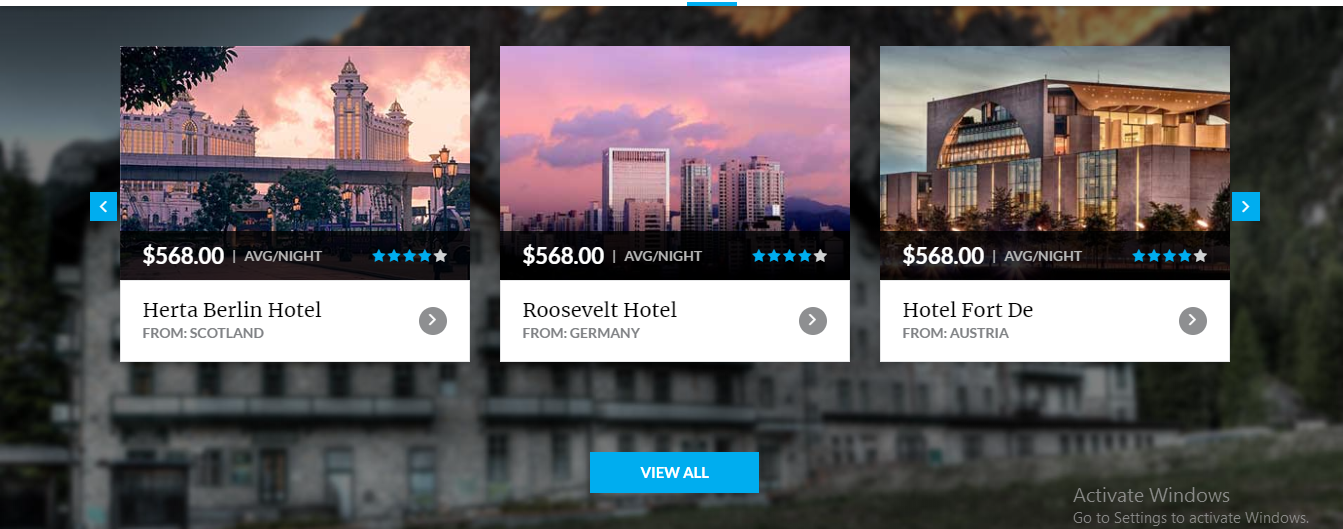 $568.00 | AVG/NIGHT
Herta Berlin Hotel
FROM: SCOTLAND
$568.00 | AVG/NIGHT
Roosevelt Hotel
FROM: GERMANY
$568.00 | AVG/NIGHT
Hotel Fort De
FROM: AUSTRIA
VIEW ALL
Activate Windows
Go to Settings to activate Windows.